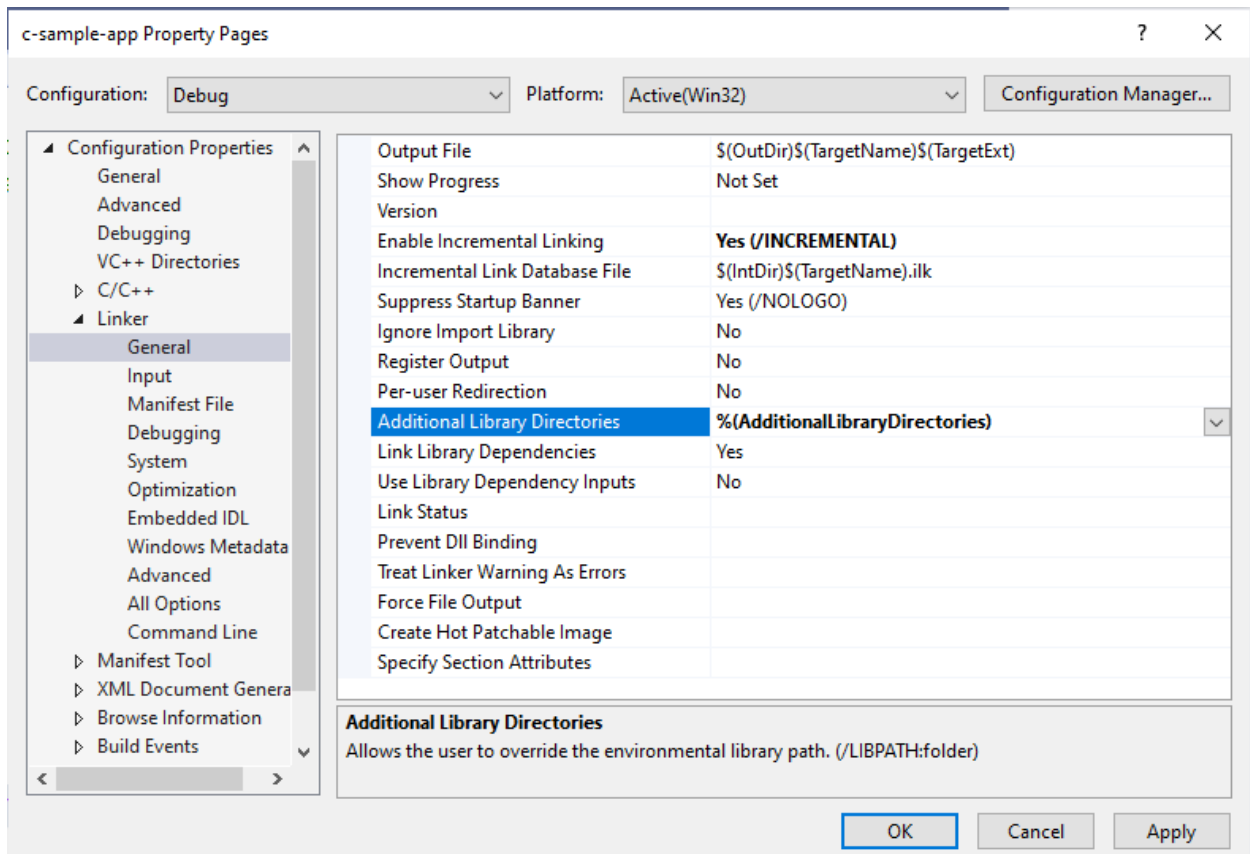 c-sample-app Property Pages
?
Configuration: Debug Platform: Active(Win32) Configuration Manager...
Configuration Properties
General
Advanced
Debugging
VC++ Directories
C/C++
Linker
General
Input
Manifest File
Debugging
System
Optimization
Embedded IDL
Windows Metadata
Advanced
All Options
Command Line
Manifest Tool
XML Document Genera
Browse Information
Build Events
Output File $(OutDir)$(TargetName)$(TargetExt)
Show Progress Not Set
Version
Enable Incremental Linking Yes (/INCREMENTAL)
Incremental Link Database File $(IntDir)$(TargetName).ilk
Suppress Startup Banner Yes (/NOLOGO)
Ignore Import Library No
Register Output No
Per-user Redirection No
Additional Library Directories %(AdditionalLibraryDirectories)
Link Library Dependencies Yes
Use Library Dependency Inputs No
Link Status
Prevent Dll Binding
Treat Linker Warning As Errors
Force File Output
Create Hot Patchable Image
Specify Section Attributes
Additional Library Directories
Allows the user to override the environmental library path. (/LIBPATH:folder)
OK Cancel Apply